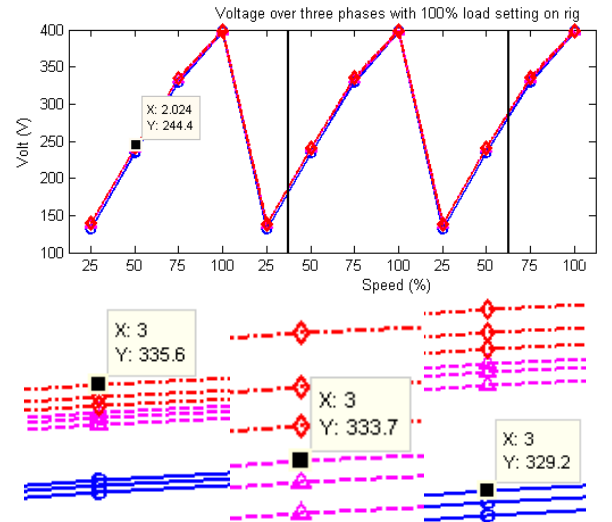 Voltage over three phases with 100% load setting on rig
400
350
300
250
200
150
100
Volt (V)
X: 2.024
Y: 244.4
25 50 75 100 25 50 75 100 25 50 75 100
Speed (%)
X: 3
Y: 335.6
X: 3
Y: 333.7
X: 3
Y: 329.2